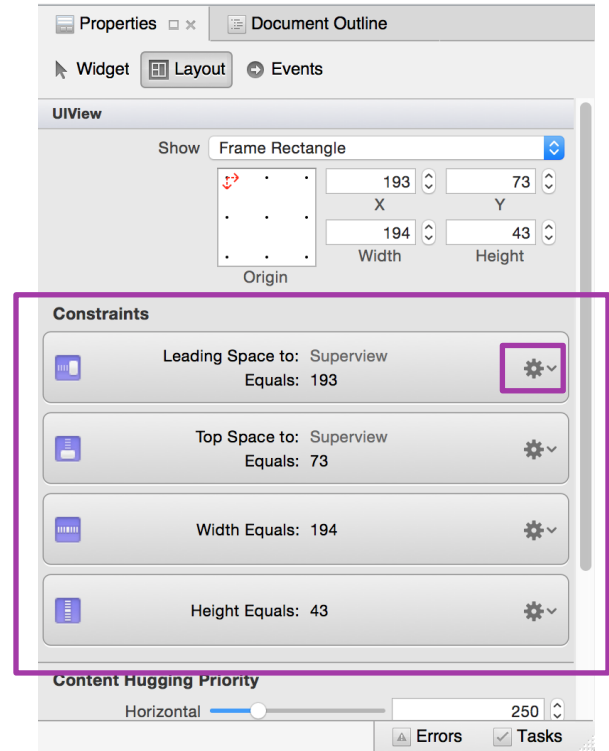 Properties
Document Outline
Widget Layout Events
UIView
Show Frame Rectangle
193 73
X Y
194 43
Width Height
Origin
Constraints
Leading Space to: Superview
Equals: 193
Top Space to: Superview
Equals: 73
Width Equals: 194
Height Equals: 43
Content Hugging Priority
Horizontal 250
Errors Tasks